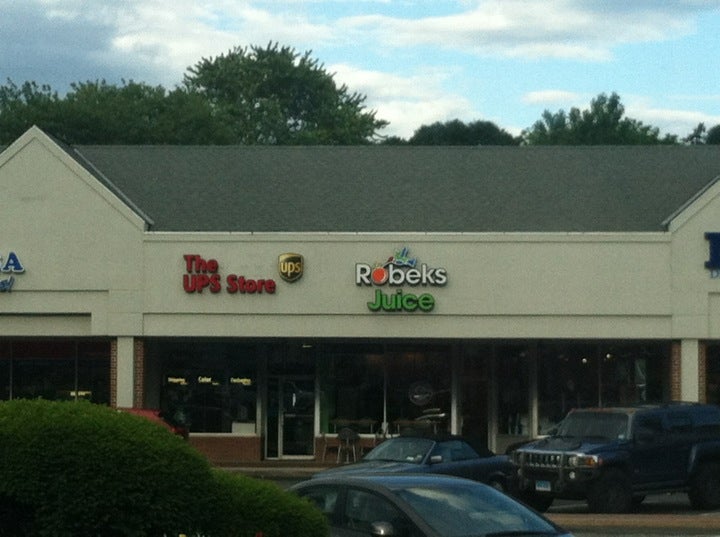 A
The
UPS Store
ups
Robeks
Juice